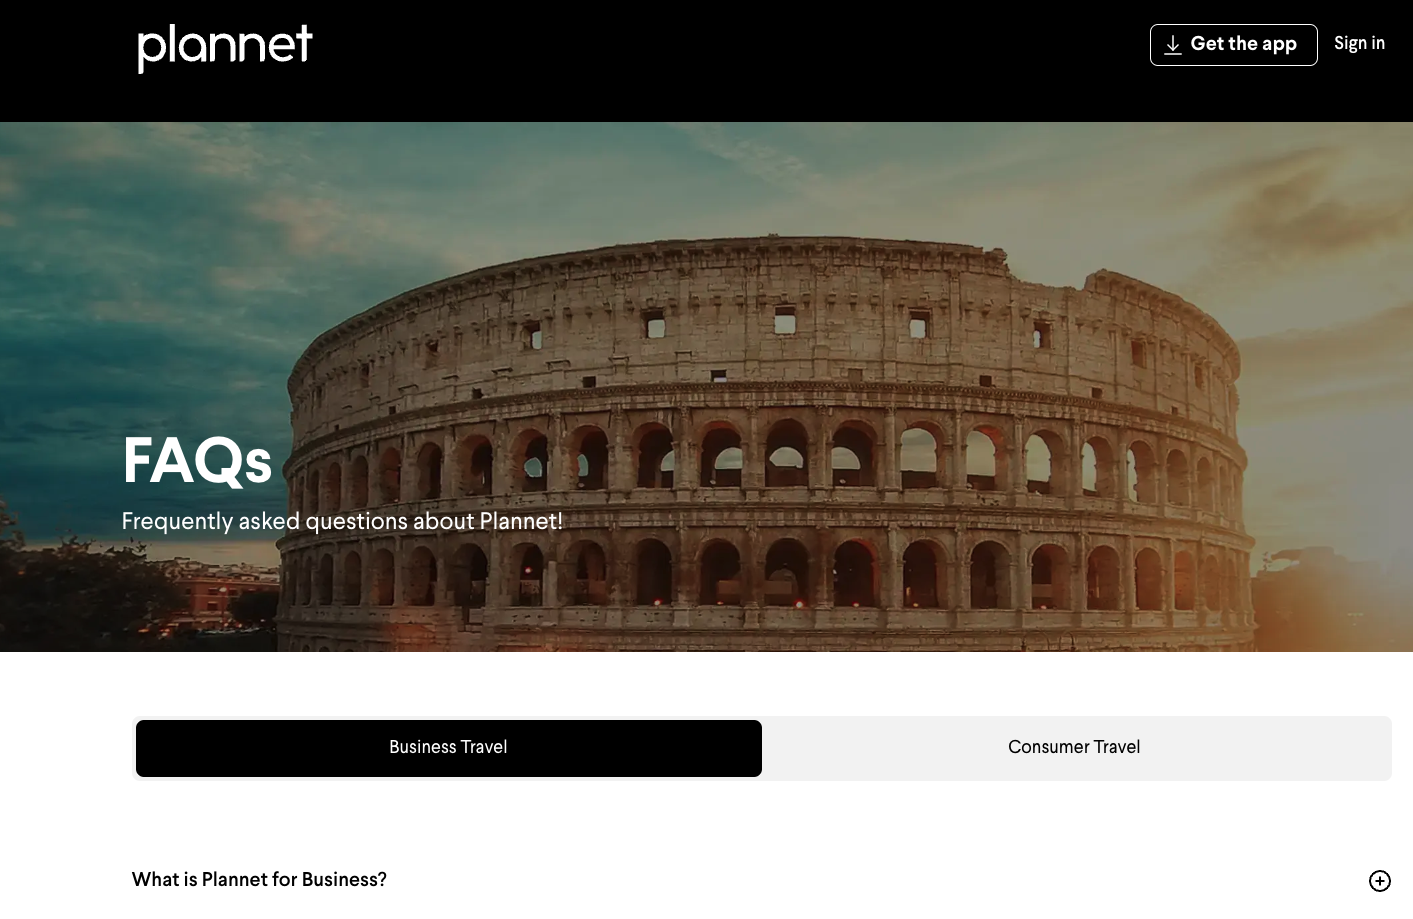 plannet
Get the app
Sign in
FAQs
Frequently asked questions about Plannet!
Business Travel
Consumer Travel
What is Plannet for Business?